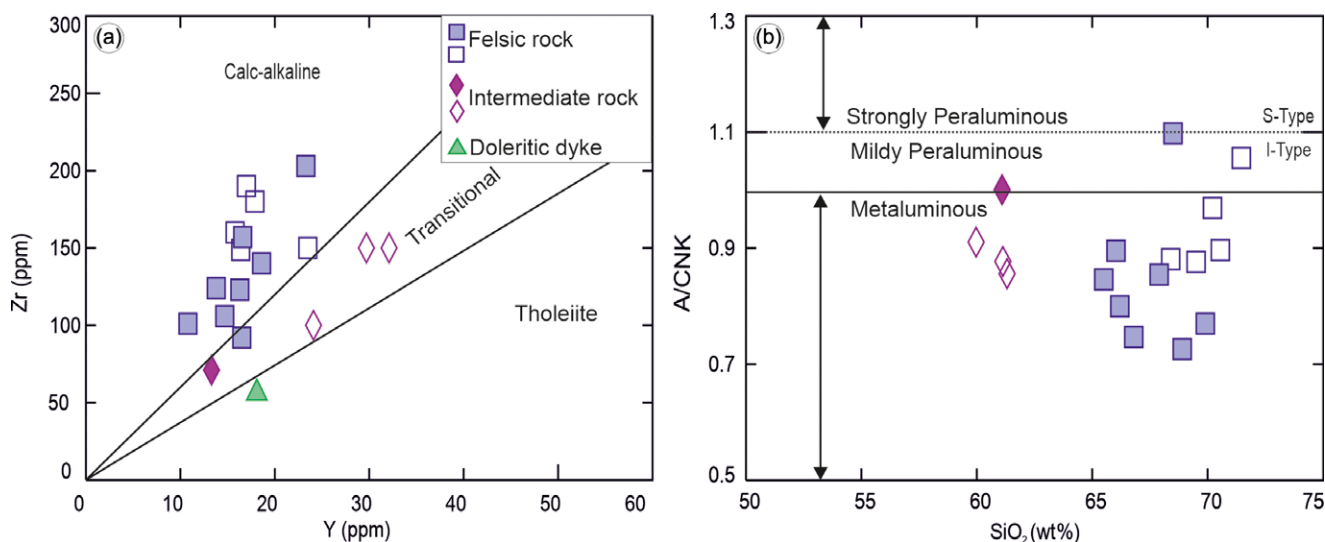 (a)
300
250
200
150
100
50
0
Zr (ppm)
0
10
20
30
40
50
60
Y (ppm)
Calc-alkaline
Transitional
Tholeiite
Felsic rock
Intermediate rock
Doleritic dyke
(b)
1.3
1.1
0.9
0.7
0.5
A/CNK
50
55
60
65
70
75
SiO₂(wt%)
Strongly Peraluminous
S-Type
Mildy Peraluminous
I-Type
Metaluminous